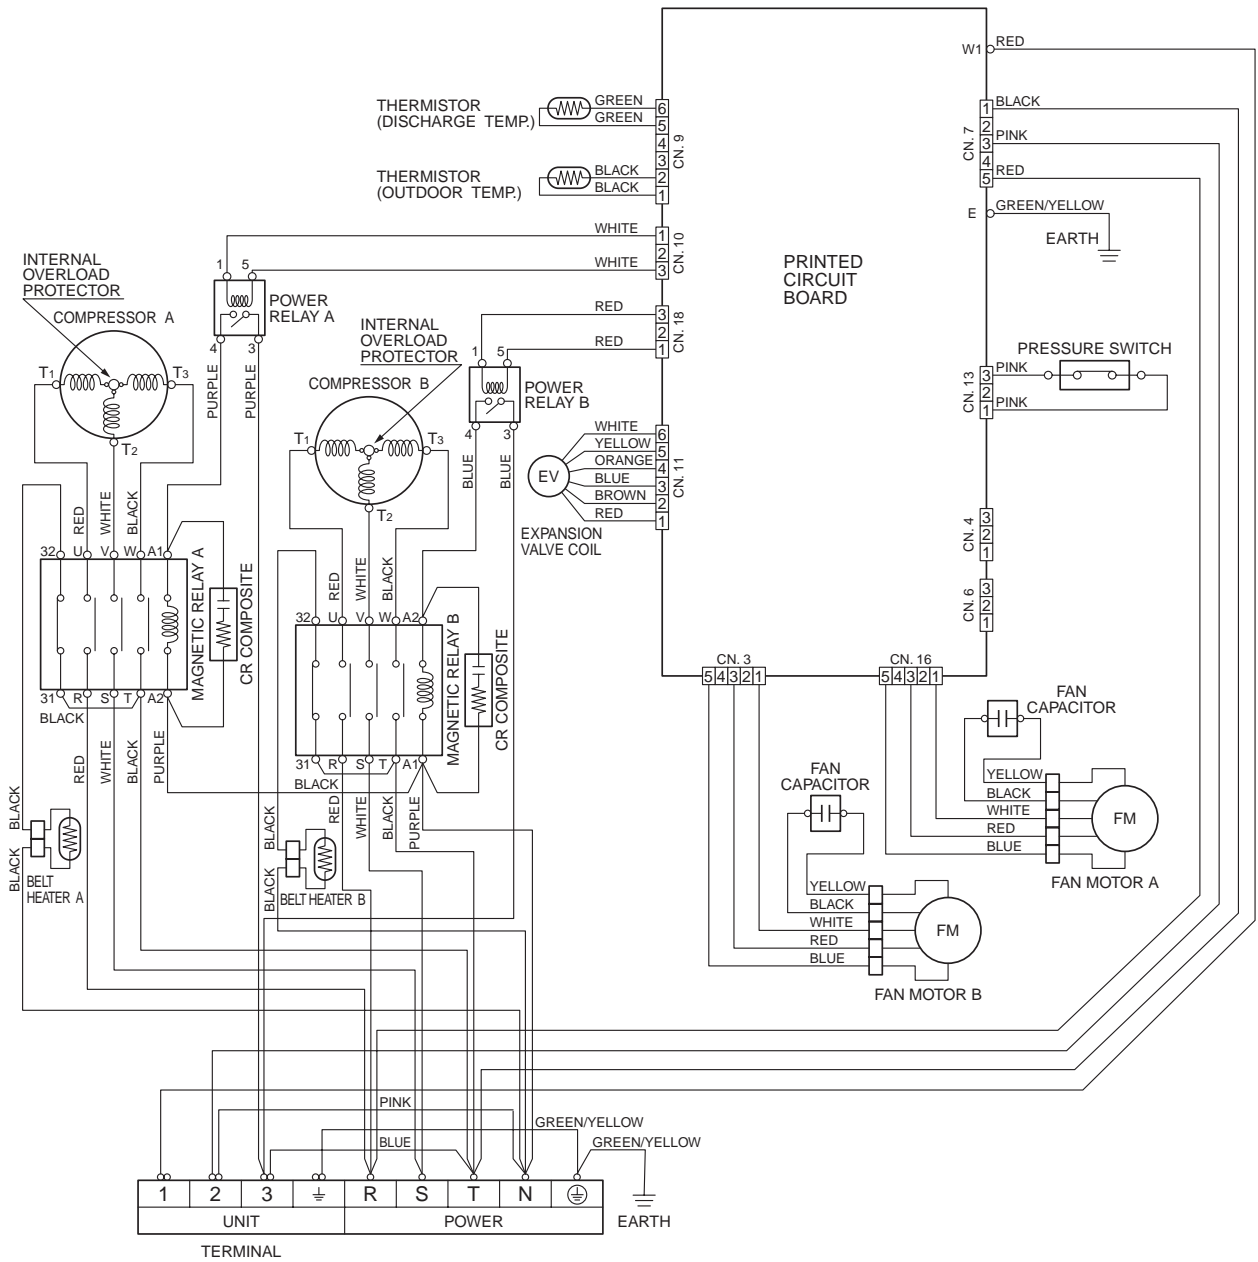 W1
RED
THERMISTOR
(DISCHARGE TEMP.)
GREEN
GREEN
6
5
4
3
2
1
CN. 9
THERMISTOR
(OUTDOOR TEMP.)
BLACK
BLACK
1
2
3
4
5
CN. 7
BLACK
PINK
RED
E
GREEN/YELLOW
EARTH
WHITE
WHITE
1
2
3
CN. 10
PRINTED
CIRCUIT
BOARD
INTERNAL
OVERLOAD
PROTECTOR
COMPRESSOR A
T1
T3
T2
1
5
POWER
RELAY A
4
3
PURPLE
PURPLE
RED
RED
3
2
1
CN. 18
INTERNAL
OVERLOAD
PROTECTOR
COMPRESSOR B
T1
T3
T2
1
5
POWER
RELAY B
4
3
BLUE
BLUE
PRESSURE SWITCH
3
2
1
CN. 13
PINK
PINK
EV
EXPANSION
VALVE COIL
WHITE
YELLOW
ORANGE
BLUE
BROWN
RED
6
5
4
3
2
1
CN. 11
3
2
1
CN. 4
3
2
1
CN. 6
RED
WHITE
BLACK
32
U
V
W
A1
MAGNETIC RELAY A
CR COMPOSITE
31
R
S
T
A2
BLACK
RED
WHITE
BLACK
PURPLE
RED
WHITE
BLACK
32
U
V
W
A2
MAGNETIC RELAY B
CR COMPOSITE
31
R
S
T
A1
BLACK
RED
WHITE
BLACK
PURPLE
CN. 3
5
4
3
2
1
CN. 16
5
4
3
2
1
FAN
CAPACITOR
YELLOW
BLACK
WHITE
RED
BLUE
FM
FAN MOTOR A
FAN
CAPACITOR
YELLOW
BLACK
WHITE
RED
BLUE
FM
FAN MOTOR B
BLACK
BLACK
BELT
HEATER A
BLACK
BLACK
BELT HEATER B
PINK
BLUE
GREEN/YELLOW
GREEN/YELLOW
1
2
3
R
S
T
N
UNIT
POWER
EARTH
TERMINAL